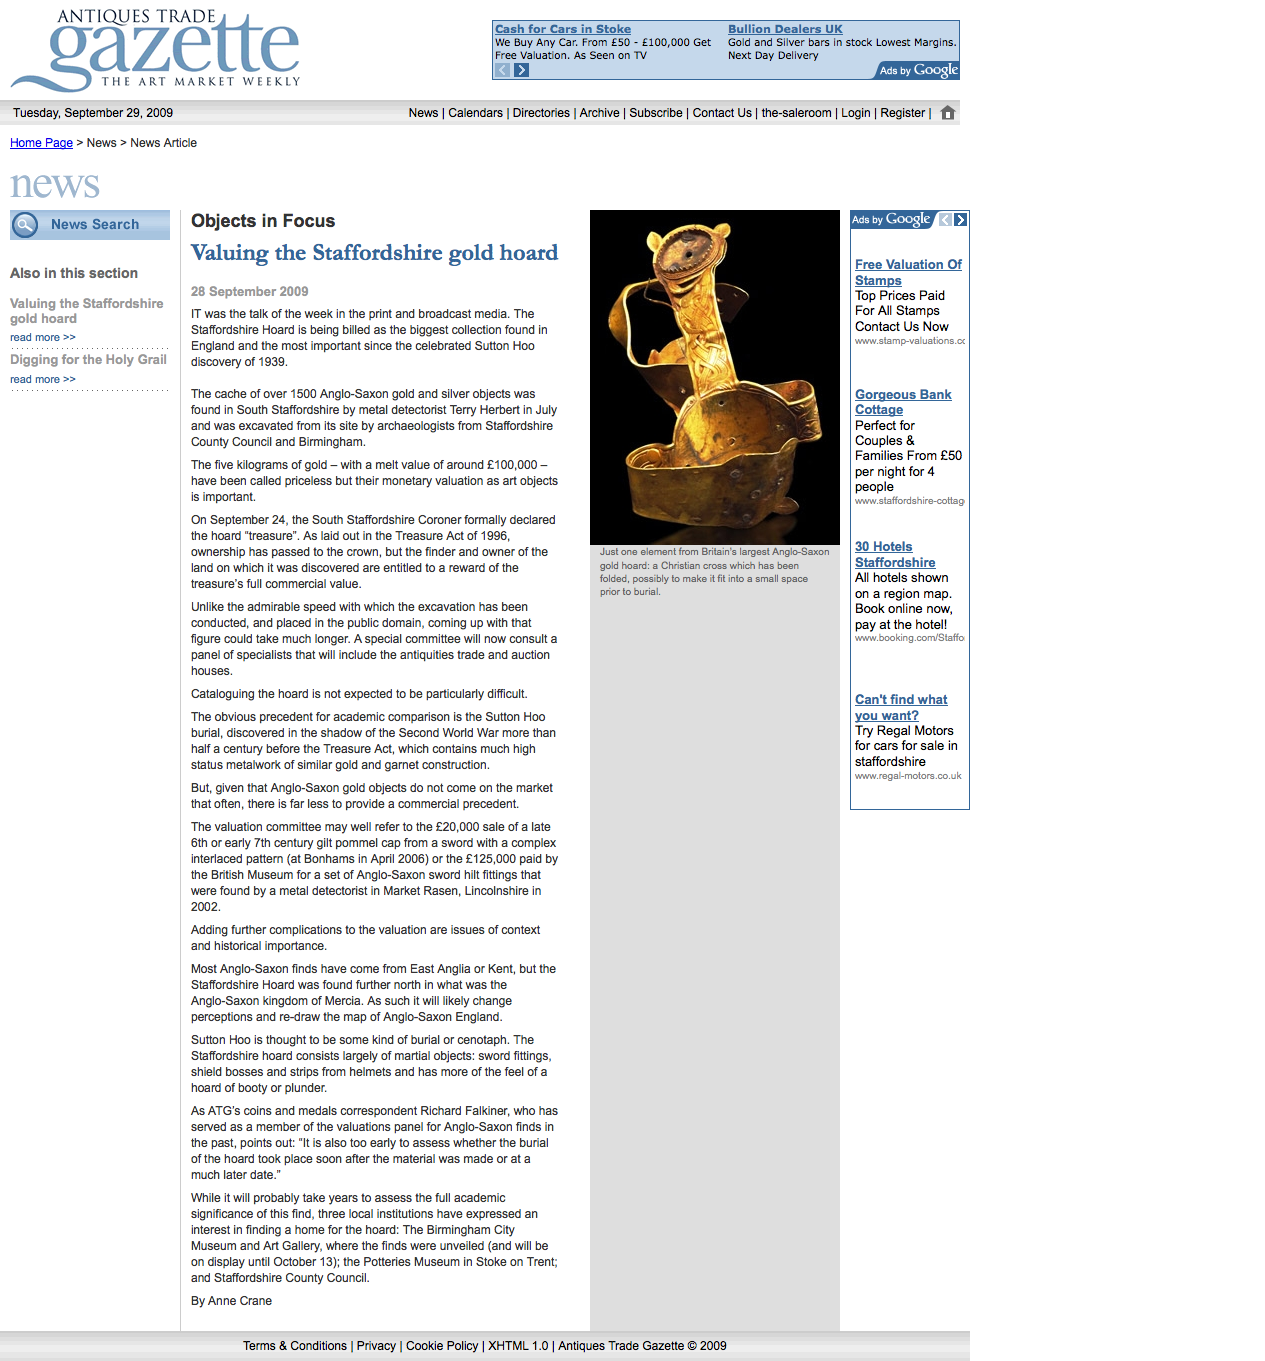 ANTIQUES TRADE
gazette
THE ART MARKET WEEKLY
Cash for Cars in Stoke
We Buy Any Car. From £50 - £100,000 Get
Free Valuation. As Seen on TV
Bullion Dealers UK
Gold and Silver bars in stock Lowest Margins.
Next Day Delivery
Ads by Google
Tuesday, September 29, 2009
News | Calendars | Directories | Archive | Subscribe | Contact Us | the-saleroom | Login | Register |
Home Page > News > News Article
news
News Search
Also in this section
Valuing the Staffordshire
gold hoard
read more >>
Digging for the Holy Grail
read more >>
Objects in Focus
Valuing the Staffordshire gold hoard
28 September 2009
IT was the talk of the week in the print and broadcast media. The
Staffordshire Hoard is being billed as the biggest collection found in
England and the most important since the celebrated Sutton Hoo
discovery of 1939.
The cache of over 1500 Anglo-Saxon gold and silver objects was
found in South Staffordshire by metal detectorist Terry Herbert in July
and was excavated from its site by archaeologists from Staffordshire
County Council and Birmingham.
The five kilograms of gold – with a melt value of around £100,000 –
have been called priceless but their monetary valuation as art objects
is important.
On September 24, the South Staffordshire Coroner formally declared
the hoard “treasure”. As laid out in the Treasure Act of 1996,
ownership has passed to the crown, but the finder and owner of the
land on which it was discovered are entitled to a reward of the
treasure’s full commercial value.
Unlike the admirable speed with which the excavation has been
conducted, and placed in the public domain, coming up with that
figure could take much longer. A special committee will now consult a
panel of specialists that will include the antiquities trade and auction
houses.
Cataloguing the hoard is not expected to be particularly difficult.
The obvious precedent for academic comparison is the Sutton Hoo
burial, discovered in the shadow of the Second World War more than
half a century before the Treasure Act, which contains much high
status metalwork of similar gold and garnet construction.
But, given that Anglo-Saxon gold objects do not come on the market
that often, there is far less to provide a commercial precedent.
The valuation committee may well refer to the £20,000 sale of a late
6th or early 7th century gilt pommel cap from a sword with a complex
interlaced pattern (at Bonhams in April 2006) or the £125,000 paid by
the British Museum for a set of Anglo-Saxon sword hilt fittings that
were found by a metal detectorist in Market Rasen, Lincolnshire in
2002.
Adding further complications to the valuation are issues of context
and historical importance.
Most Anglo-Saxon finds have come from East Anglia or Kent, but the
Staffordshire Hoard was found further north in what was the
Anglo-Saxon kingdom of Mercia. As such it will likely change
perceptions and re-draw the map of Anglo-Saxon England.
Sutton Hoo is thought to be some kind of burial or cenotaph. The
Staffordshire hoard consists largely of martial objects: sword fittings,
shield bosses and strips from helmets and has more of the feel of a
hoard of booty or plunder.
As ATG’s coins and medals correspondent Richard Falkiner, who has
served as a member of the valuations panel for Anglo-Saxon finds in
the past, points out: “It is also too early to assess whether the burial
of the hoard took place soon after the material was made or at a
much later date.”
While it will probably take years to assess the full academic
significance of this find, three local institutions have expressed an
interest in finding a home for the hoard: The Birmingham City
Museum and Art Gallery, where the finds were unveiled (and will be
on display until October 13); the Potteries Museum in Stoke on Trent;
and Staffordshire County Council.
By Anne Crane
Just one element from Britain’s largest Anglo-Saxon
gold hoard: a Christian cross which has been
folded, possibly to make it fit into a small space
prior to burial.
Ads by Google
Free Valuation Of
Stamps
Top Prices Paid
For All Stamps
Contact Us Now
www.stamp-valuations.cc
Gorgeous Bank
Cottage
Perfect for
Couples &
Families From £50
per night for 4
people
www.staffordshire-cottag
30 Hotels
Staffordshire
All hotels shown
on a region map.
Book online now,
pay at the hotel!
www.booking.com/Staffo
Can't find what
you want?
Try Regal Motors
for cars for sale in
staffordshire
www.regal-motors.co.uk
Terms & Conditions | Privacy | Cookie Policy | XHTML 1.0 | Antiques Trade Gazette © 2009